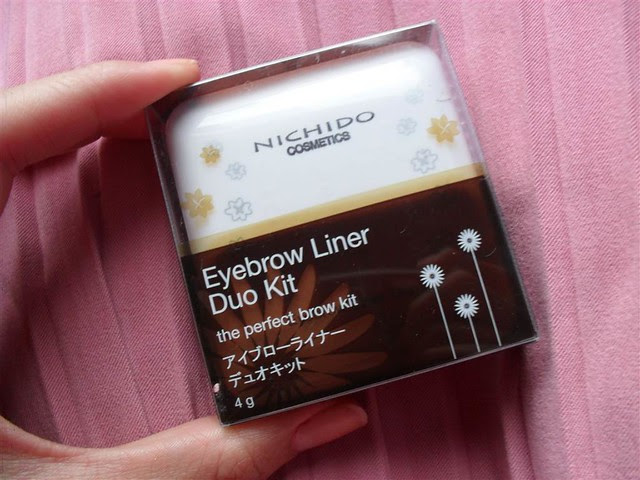 NICHIDO
COSMETICS
Eyebrow Liner
Duo Kit
the perfect brow kit
アイブローライナー
デュオキット
4 g